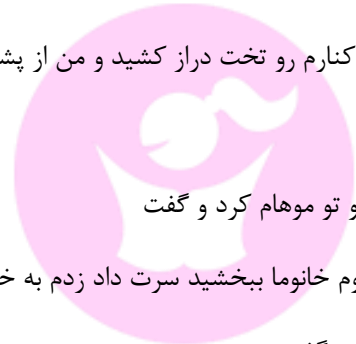 کنارم رو تخت دراز کشید و من از
و تو موهام کرد و گفت
خانوما ببخشید سرت داد زدم به